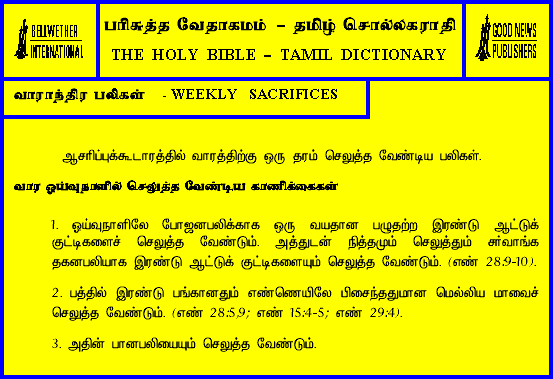 BELLWETHER
INTERNATIONAL
பரிசுத்த வேதாகமம் – தமிழ் சொல்லகராதி
THE HOLY BIBLE – TAMIL DICTIONARY
GOOD NEWS
PUBLISHERS
வாராந்திர பலிகள் - WEEKLY SACRIFICES
ஆசரிப்புக்கூடாரத்தில் வாரத்திற்கு ஒரு தரம் செலுத்த வேண்டிய பலிகள்.
வார ஓய்வுநாளில் செலுத்த வேண்டிய காணிக்கைகள்
1. ஓய்வுநாளிலே போஜனபலிக்காக ஒரு வயதான பழுதற்ற இரண்டு ஆட்டுக்
குட்டிகளைச் செலுத்த வேண்டும். அத்துடன் நித்தமும் செலுத்தும் சர்வாங்க
தகனபலியாக இரண்டு ஆட்டுக் குட்டிகளையும் செலுத்த வேண்டும். (எண் 28:9-10).
2. பத்தில் இரண்டு பங்கானதும் எண்ணெயிலே பிசைந்ததுமான மெல்லிய மாவைச்
செலுத்த வேண்டும். (எண் 28:5,9; எண் 15:4-5; எண் 29:4).
3. அதின் பானபலியையும் செலுத்த வேண்டும்.